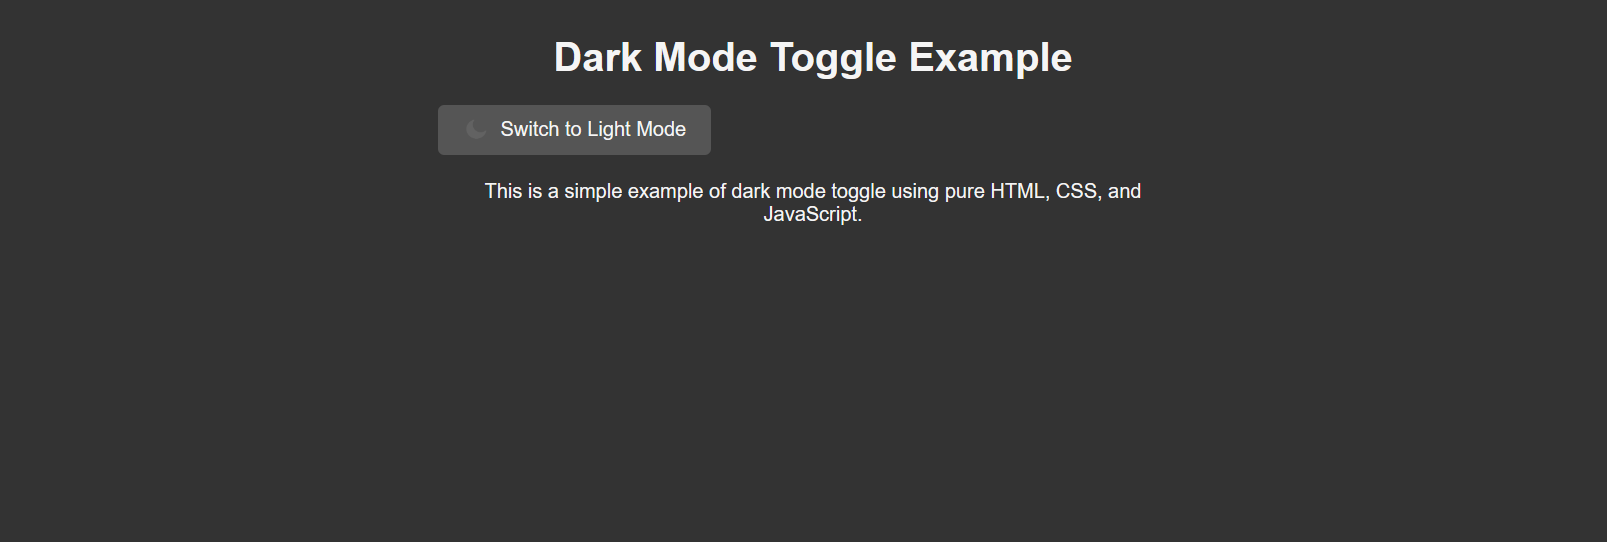 Dark Mode Toggle Example
Switch to Light Mode
This is a simple example of dark mode toggle using pure HTML, CSS, and
JavaScript.